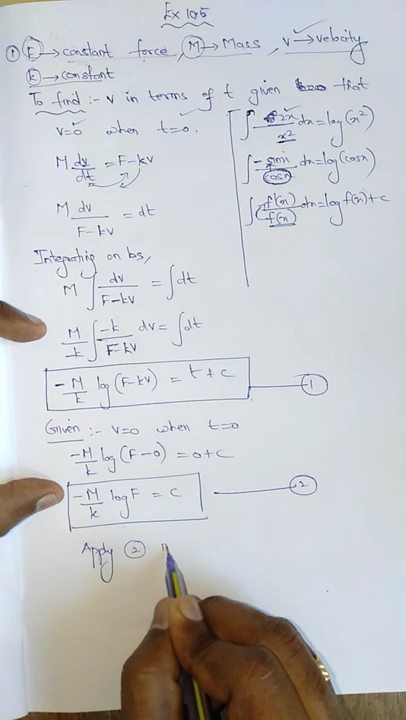 Ex 10.5
① F → constant force, M → Mass, V → velocity
k → constant
To find :- v in terms of t given that
v=0 when t=0.
M dv/dt = F-kv
M dv/F-kv = dt
Integrating on bs,
M ∫ dv/F-kv = ∫dt
M/-k ∫ -k/F-kv dv = ∫dt
-M/k log(F-kv) = t + c — ①
Given :- v=0 when t=0
-M/k log(F-0) = 0+c
-M/k log F = c — ②
Apply ②
∫ 2x/x² dx = log(x²)
∫ -sinx/cosx dx = log(cosx)
∫ f'(x)/f(x) dx = log f(x) + c